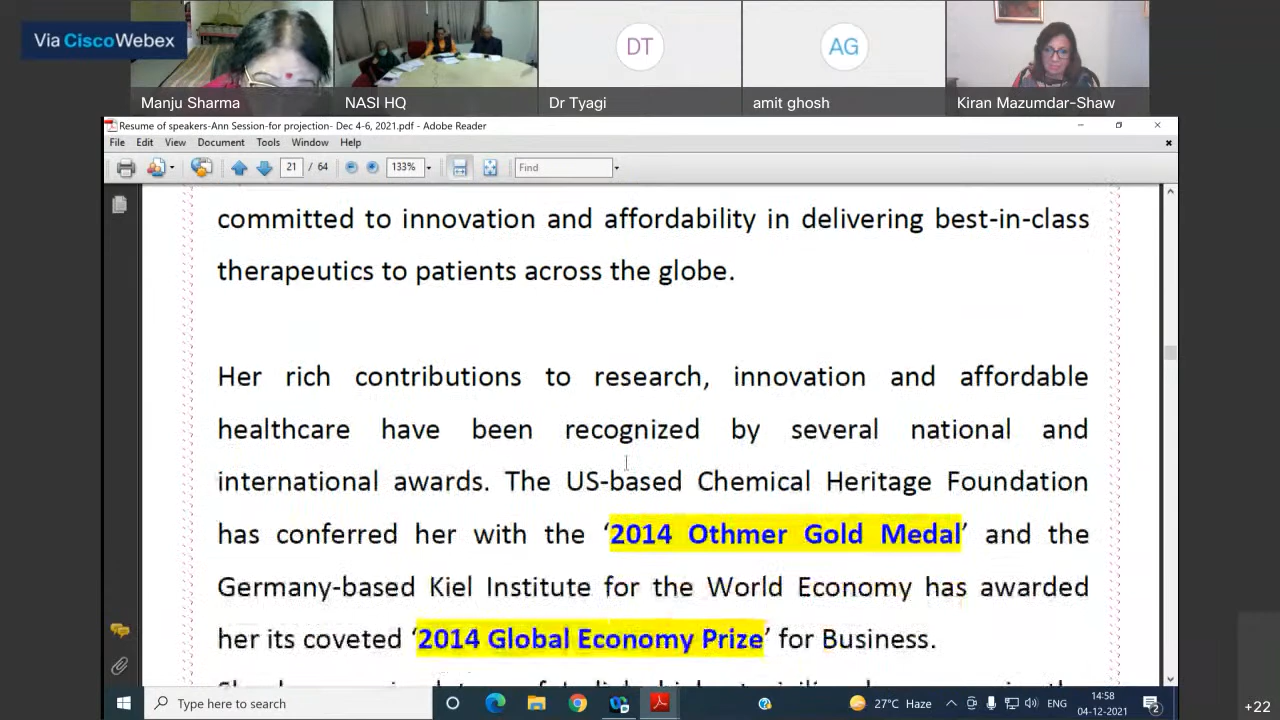 Via Cisco Webex
DT
AG
Manju Sharma
NASI HQ
Dr Tyagi
amit ghosh
Kiran Mazumdar-Shaw
Resume of speakers-Ann Session-for projection- Dec 4-6, 2021.pdf - Adobe Reader
File Edit View Document Tools Window Help
21 / 64 133% Find
committed to innovation and affordability in delivering best-in-class
therapeutics to patients across the globe.
Her rich contributions to research, innovation and affordable
healthcare have been recognized by several national and
international awards. The US-based Chemical Heritage Foundation
has conferred her with the ‘2014 Othmer Gold Medal’ and the
Germany-based Kiel Institute for the World Economy has awarded
her its coveted ‘2014 Global Economy Prize’ for Business.
Type here to search
27°C Haze
ENG
14:58
04-12-2021
2
+22